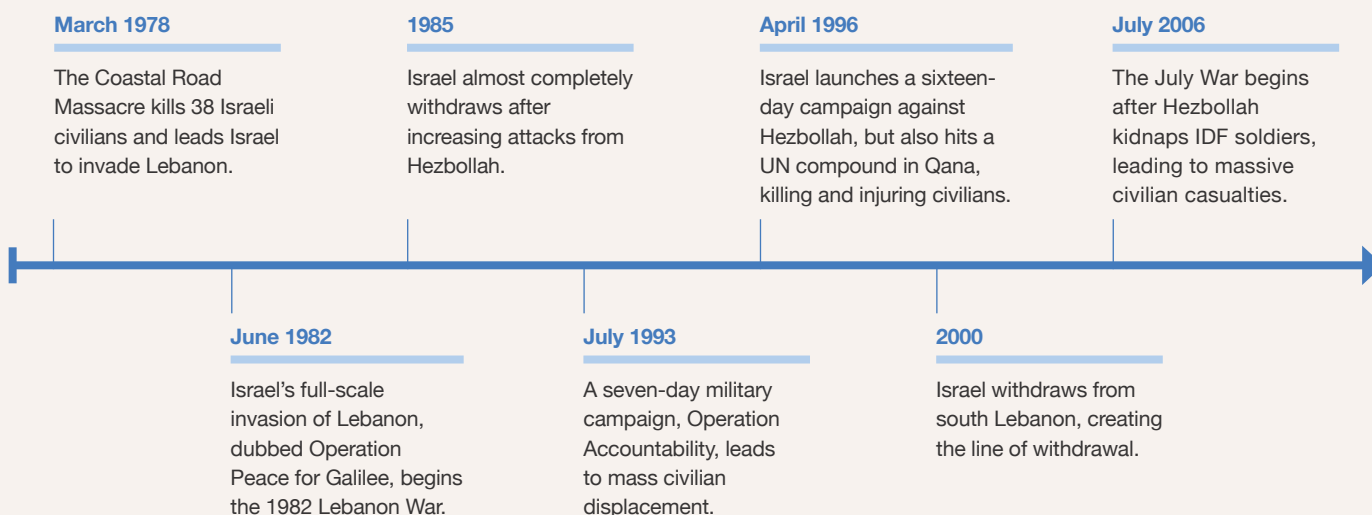 March 1978
The Coastal Road
Massacre kills 38 Israeli
civilians and leads Israel
to invade Lebanon.
June 1982
Israel’s full-scale
invasion of Lebanon,
dubbed Operation
Peace for Galilee, begins
the 1982 Lebanon War.
1985
Israel almost completely
withdraws after
increasing attacks from
Hezbollah.
July 1993
A seven-day military
campaign, Operation
Accountability, leads
to mass civilian
displacement.
April 1996
Israel launches a sixteen-
day campaign against
Hezbollah, but also hits a
UN compound in Qana,
killing and injuring civilians.
2000
Israel withdraws from
south Lebanon, creating
the line of withdrawal.
July 2006
The July War begins
after Hezbollah
kidnaps IDF soldiers,
leading to massive
civilian casualties.